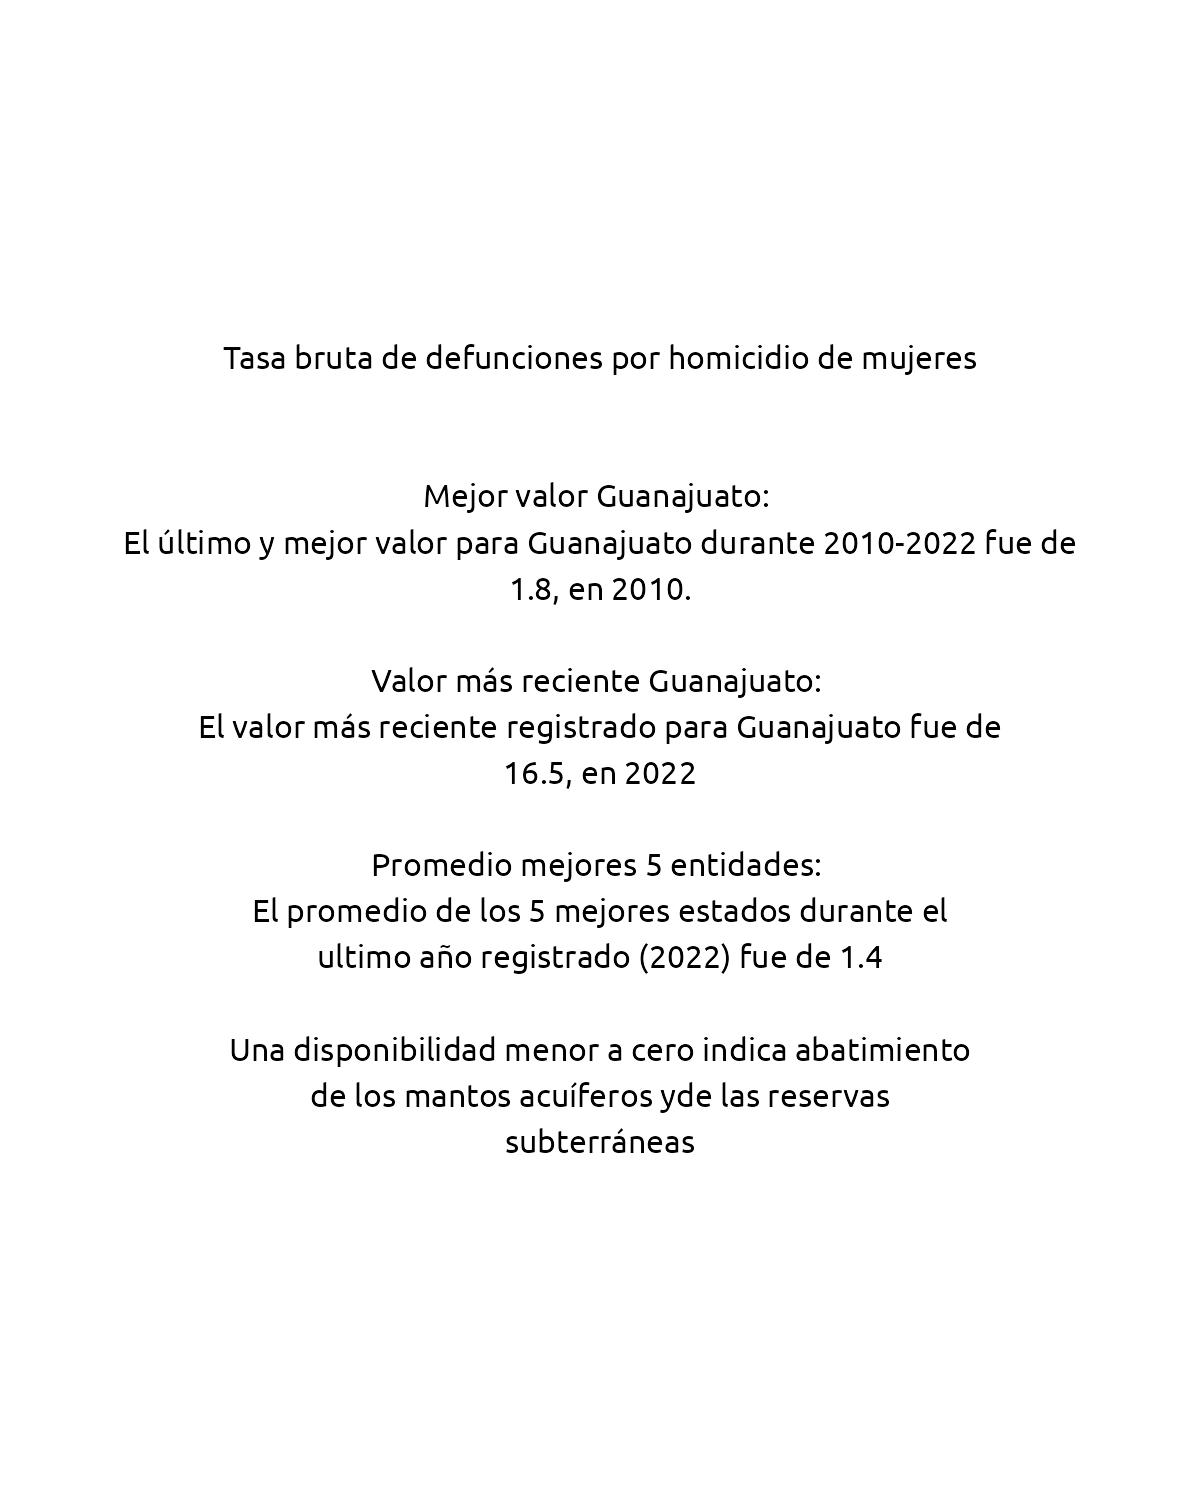 Tasa bruta de defunciones por homicidio de mujeres
Mejor valor Guanajuato:
El último y mejor valor para Guanajuato durante 2010-2022 fue de
1.8, en 2010.
Valor más reciente Guanajuato:
El valor más reciente registrado para Guanajuato fue de
16.5, en 2022
Promedio mejores 5 entidades:
El promedio de los 5 mejores estados durante el
ultimo año registrado (2022) fue de 1.4
Una disponibilidad menor a cero indica abatimiento
de los mantos acuíferos yde las reservas
subterráneas